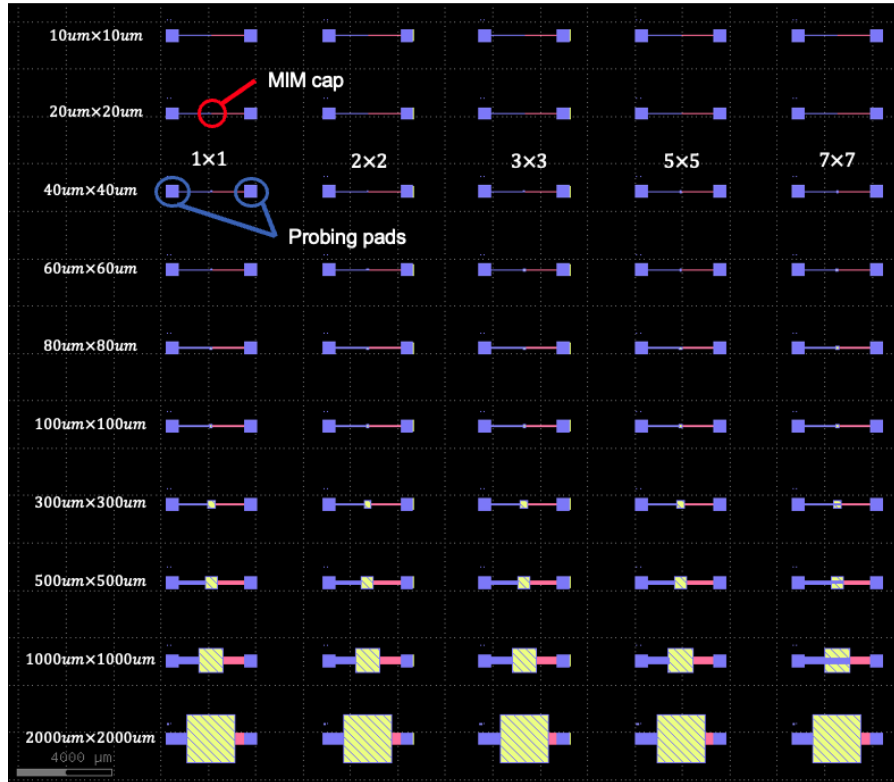 10um×10um
MIM cap
20um×20um
1×1 2×2 3×3 5×5 7×7
40um×40um
Probing pads
60um×60um
80um×80um
100um×100um
300um×300um
500um×500um
1000um×1000um
2000um×2000um
4000 µm